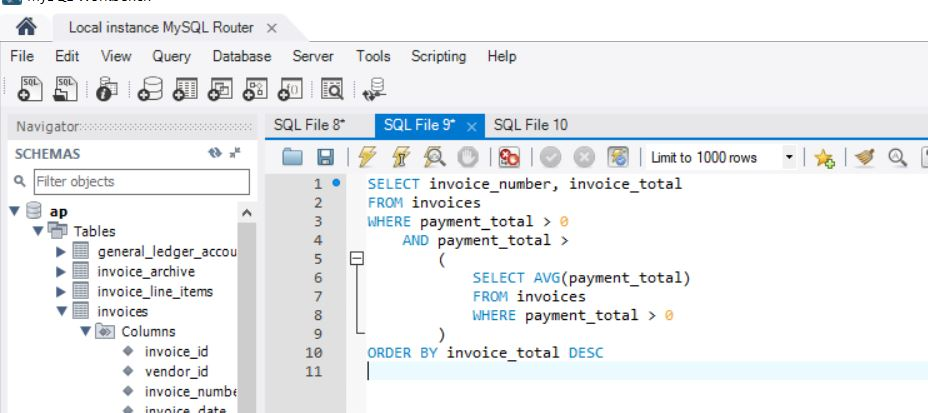 Local instance MySQL Router
File Edit View Query Database Server Tools Scripting Help
Navigator
SCHEMAS
Filter objects
ap
Tables
general_ledger_accou
invoice_archive
invoice_line_items
invoices
Columns
invoice_id
vendor_id
invoice_numbe
invoice_date
SQL File 8*
SQL File 9*
SQL File 10
Limit to 1000 rows
1 SELECT invoice_number, invoice_total
2 FROM invoices
3 WHERE payment_total > 0
4 AND payment_total >
5 (
6 SELECT AVG(payment_total)
7 FROM invoices
8 WHERE payment_total > 0
9 )
10 ORDER BY invoice_total DESC
11